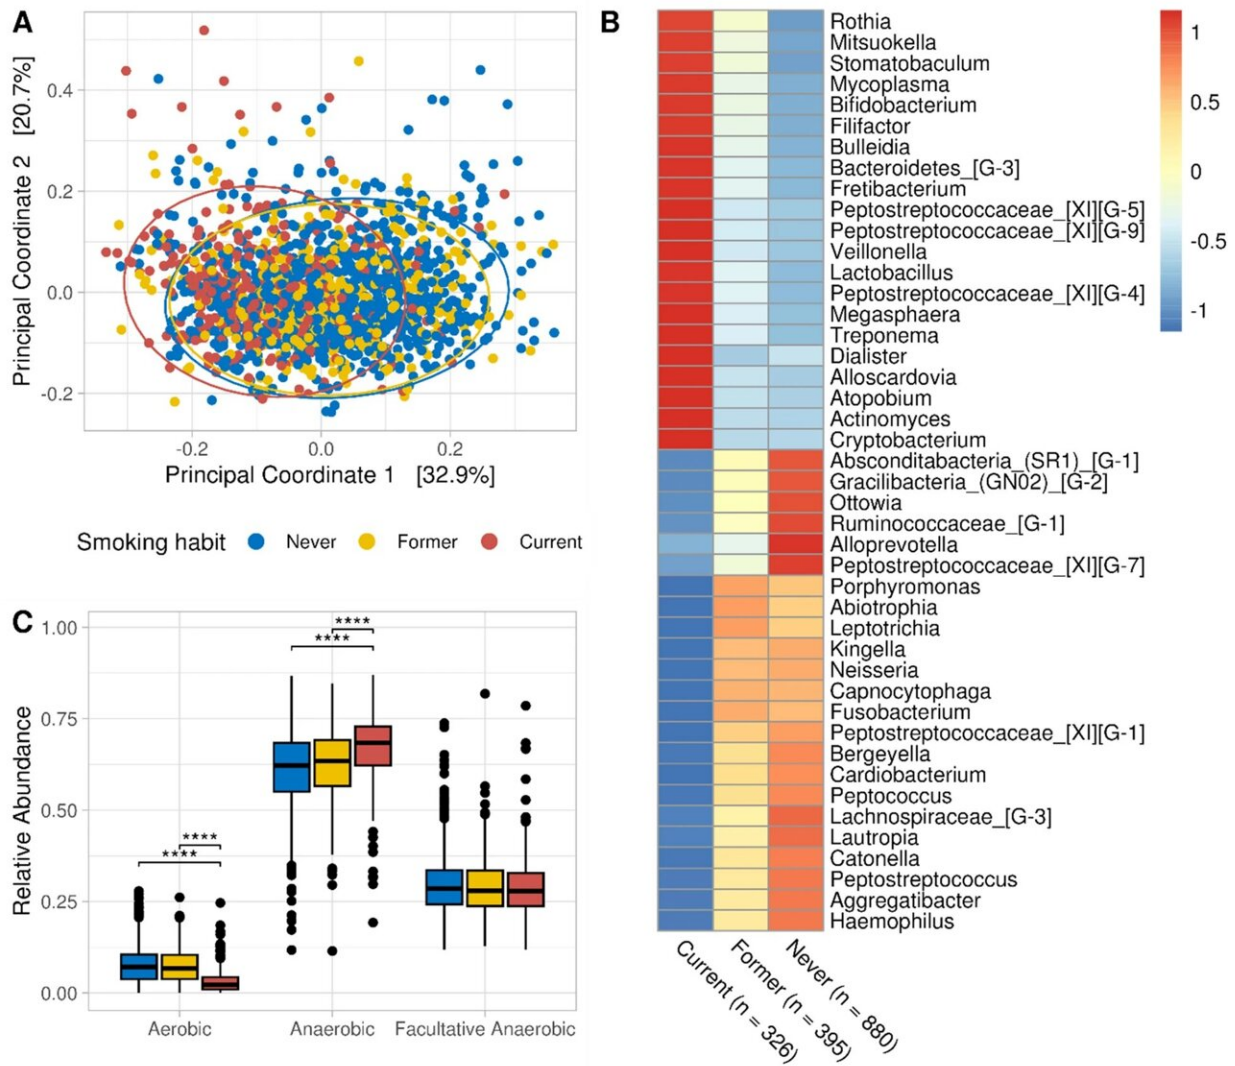 A
Principal Coordinate 2 [20.7%]
0.4
0.2
0.0
-0.2
-0.2 0.0 0.2
Principal Coordinate 1 [32.9%]
Smoking habit Never Former Current
B
Rothia
Mitsuokella
Stomatobaculum
Mycoplasma
Bifidobacterium
Filifactor
Bulleidia
Bacteroidetes_[G-3]
Fretibacterium
Peptostreptococcaceae_[XI][G-5]
Peptostreptococcaceae_[XI][G-9]
Veillonella
Lactobacillus
Peptostreptococcaceae_[XI][G-4]
Megasphaera
Treponema
Dialister
Alloscardovia
Atopobium
Actinomyces
Cryptobacterium
Absconditabacteria_(SR1)_[G-1]
Gracilibacteria_(GN02)_[G-2]
Ottowia
Ruminococcaceae_[G-1]
Alloprevotella
Peptostreptococcaceae_[XI][G-7]
Porphyromonas
Abiotrophia
Leptotrichia
Kingella
Neisseria
Capnocytophaga
Fusobacterium
Peptostreptococcaceae_[XI][G-1]
Bergeyella
Cardiobacterium
Peptococcus
Lachnospiraceae_[G-3]
Lautropia
Catonella
Peptostreptococcus
Aggregatibacter
Haemophilus
Current (n = 326)
Former (n = 395)
Never (n = 880)
1
0.5
0
-0.5
-1
C
Relative Abundance
1.00
0.75
0.50
0.25
0.00
****
****
****
****
Aerobic Anaerobic Facultative Anaerobic